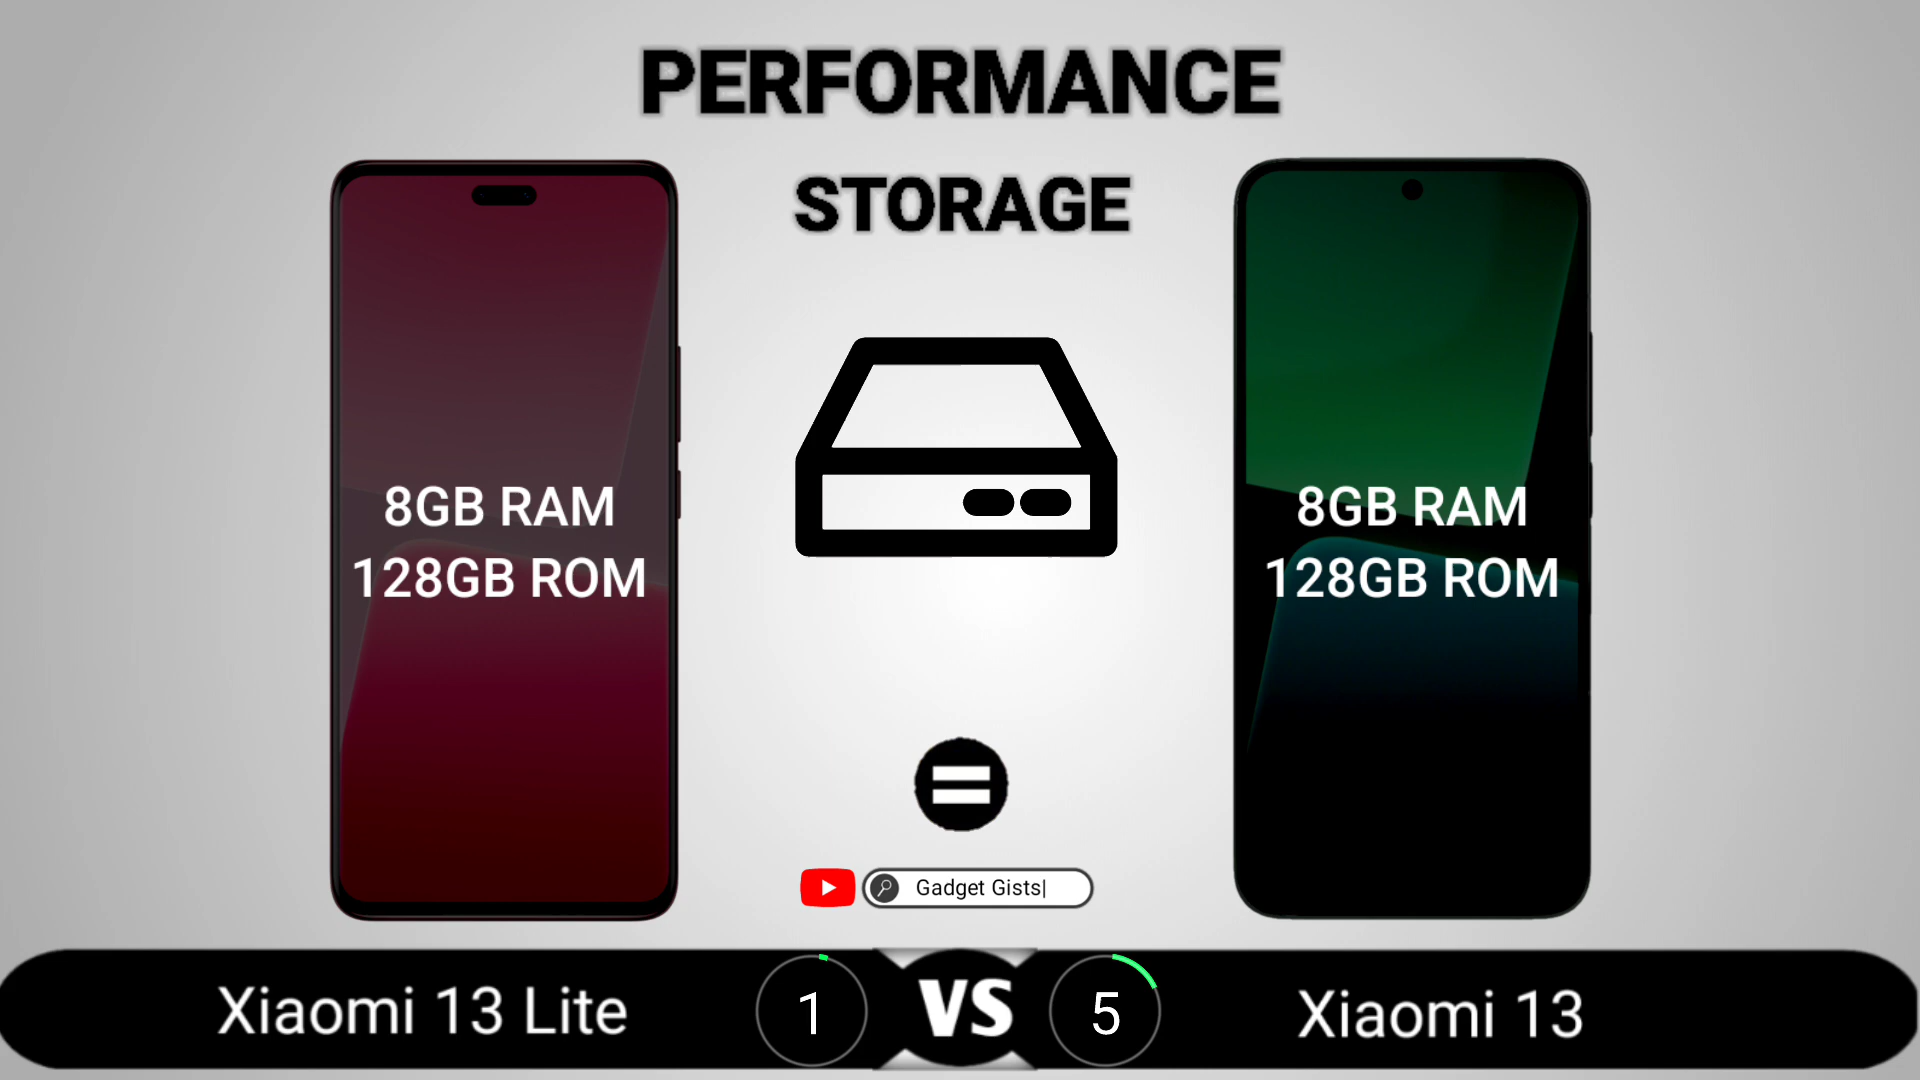 PERFORMANCE
STORAGE
8GB RAM
128GB ROM
8GB RAM
128GB ROM
Gadget Gists|
Xiaomi 13 Lite
1
VS
5
Xiaomi 13